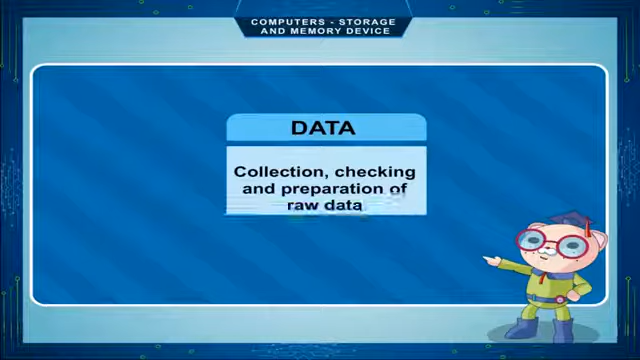 COMPUTERS - STORAGE
AND MEMORY DEVICE
DATA
Collection, checking
and preparation of
raw data